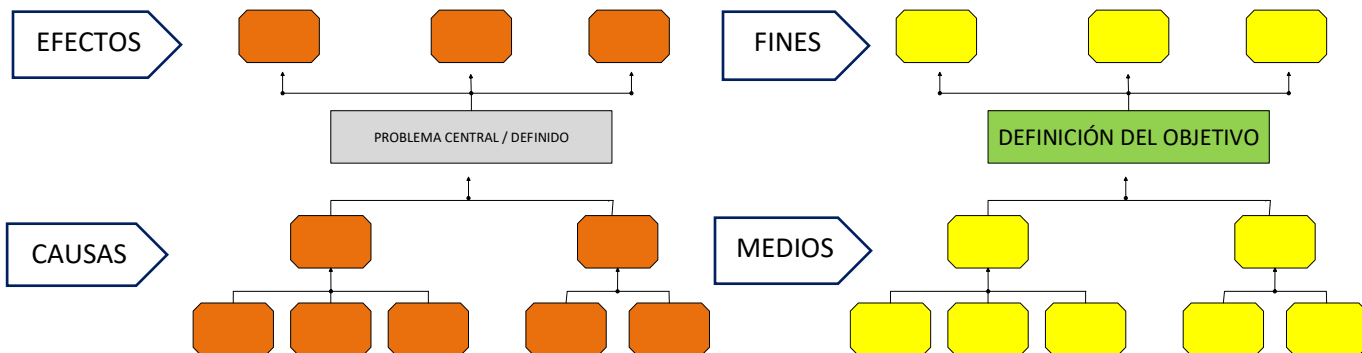 EFECTOS
FINES
PROBLEMA CENTRAL / DEFINIDO
DEFINICIÓN DEL OBJETIVO
CAUSAS
MEDIOS